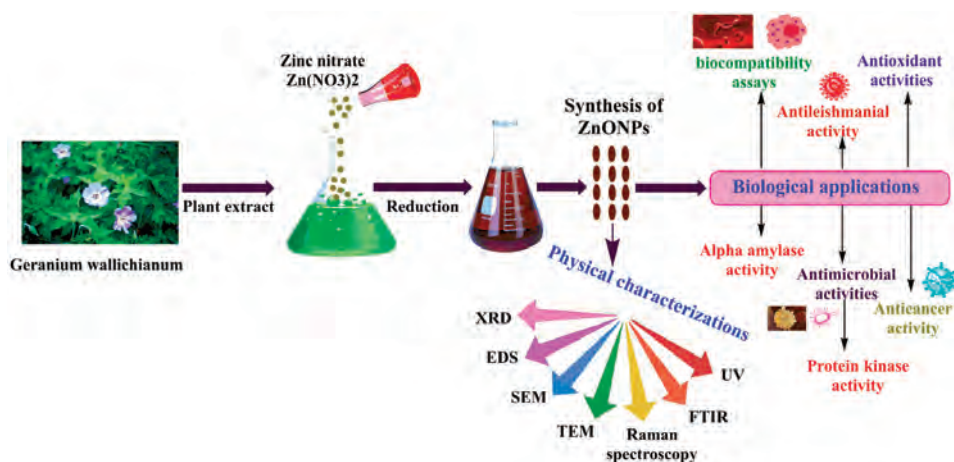 Zinc nitrate
Zn(NO3)2
Plant extract
Geranium wallichianum
Reduction
Synthesis of
ZnONPs
Physical characterizations
XRD
EDS
SEM
TEM
Raman
spectroscopy
FTIR
UV
biocompatibility
assays
Antileishmanial
activity
Antioxidant
activities
Biological applications
Alpha amylase
activity
Antimicrobial
activities
Anticancer
activity
Protein kinase
activity